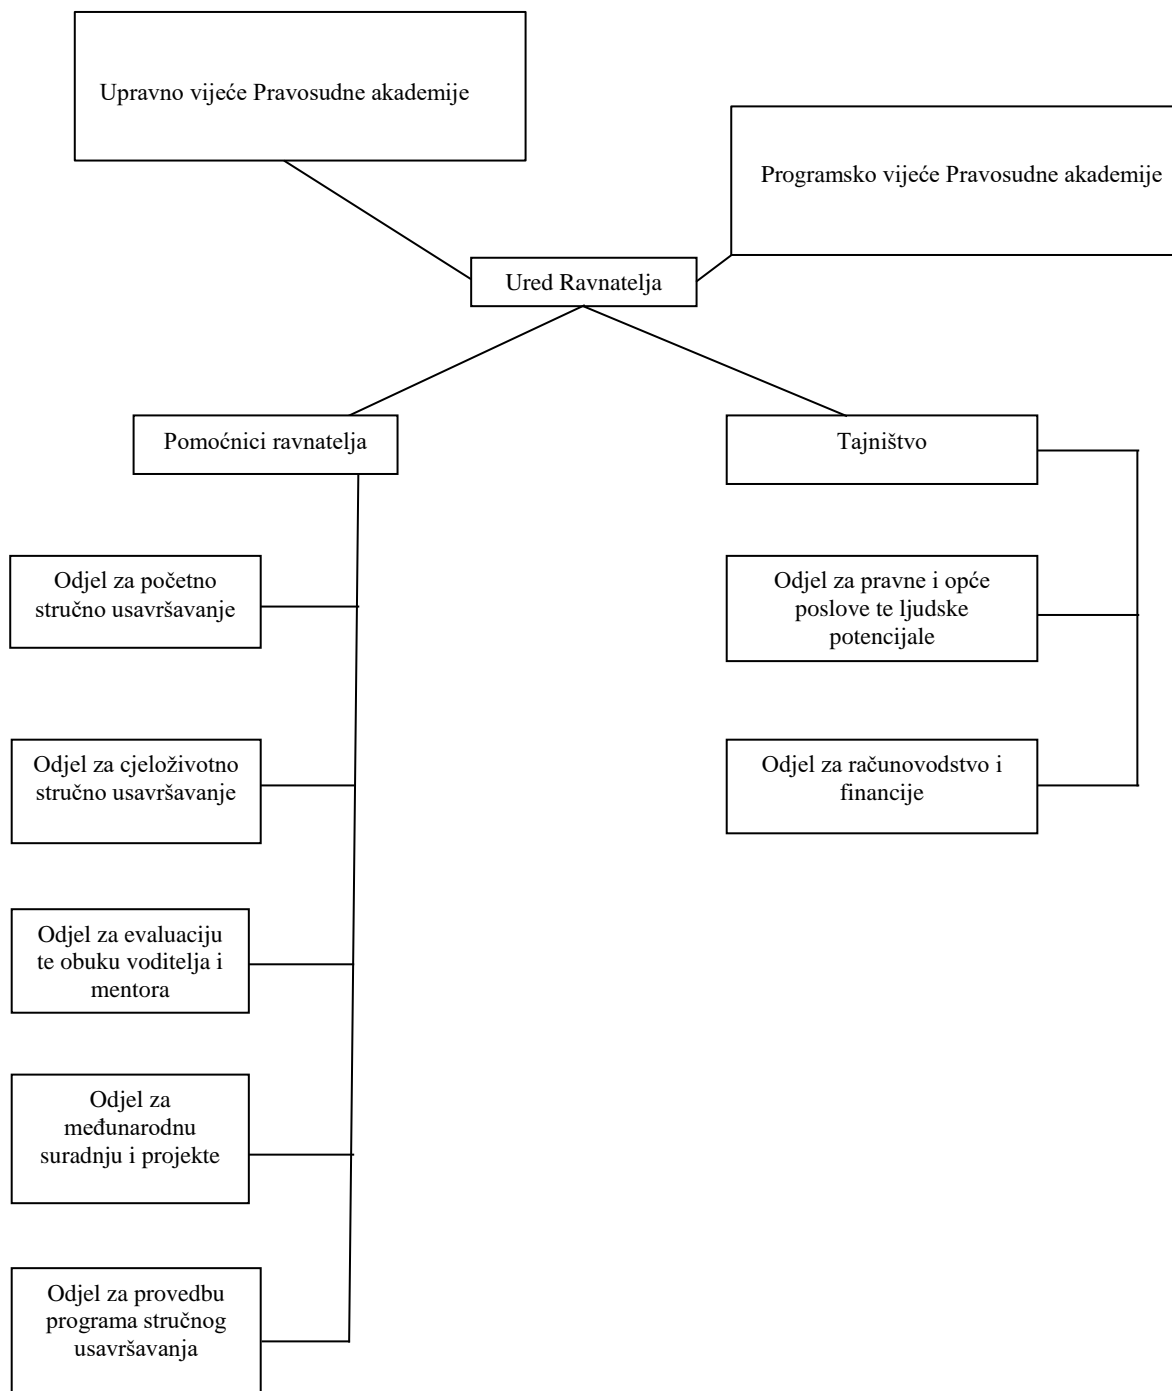 Upravno vijeće Pravosudne akademije
Programsko vijeće Pravosudne akademije
Ured Ravnatelja
Pomoćnici ravnatelja
Tajništvo
Odjel za početno
stručno usavršavanje
Odjel za cjeloživotno
stručno usavršavanje
Odjel za evaluaciju
te obuku voditelja i
mentora
Odjel za
međunarodnu
suradnju i projekte
Odjel za provedbu
programa stručnog
usavršavanja
Odjel za pravne i opće
poslove te ljudske
potencijale
Odjel za računovodstvo i
financije